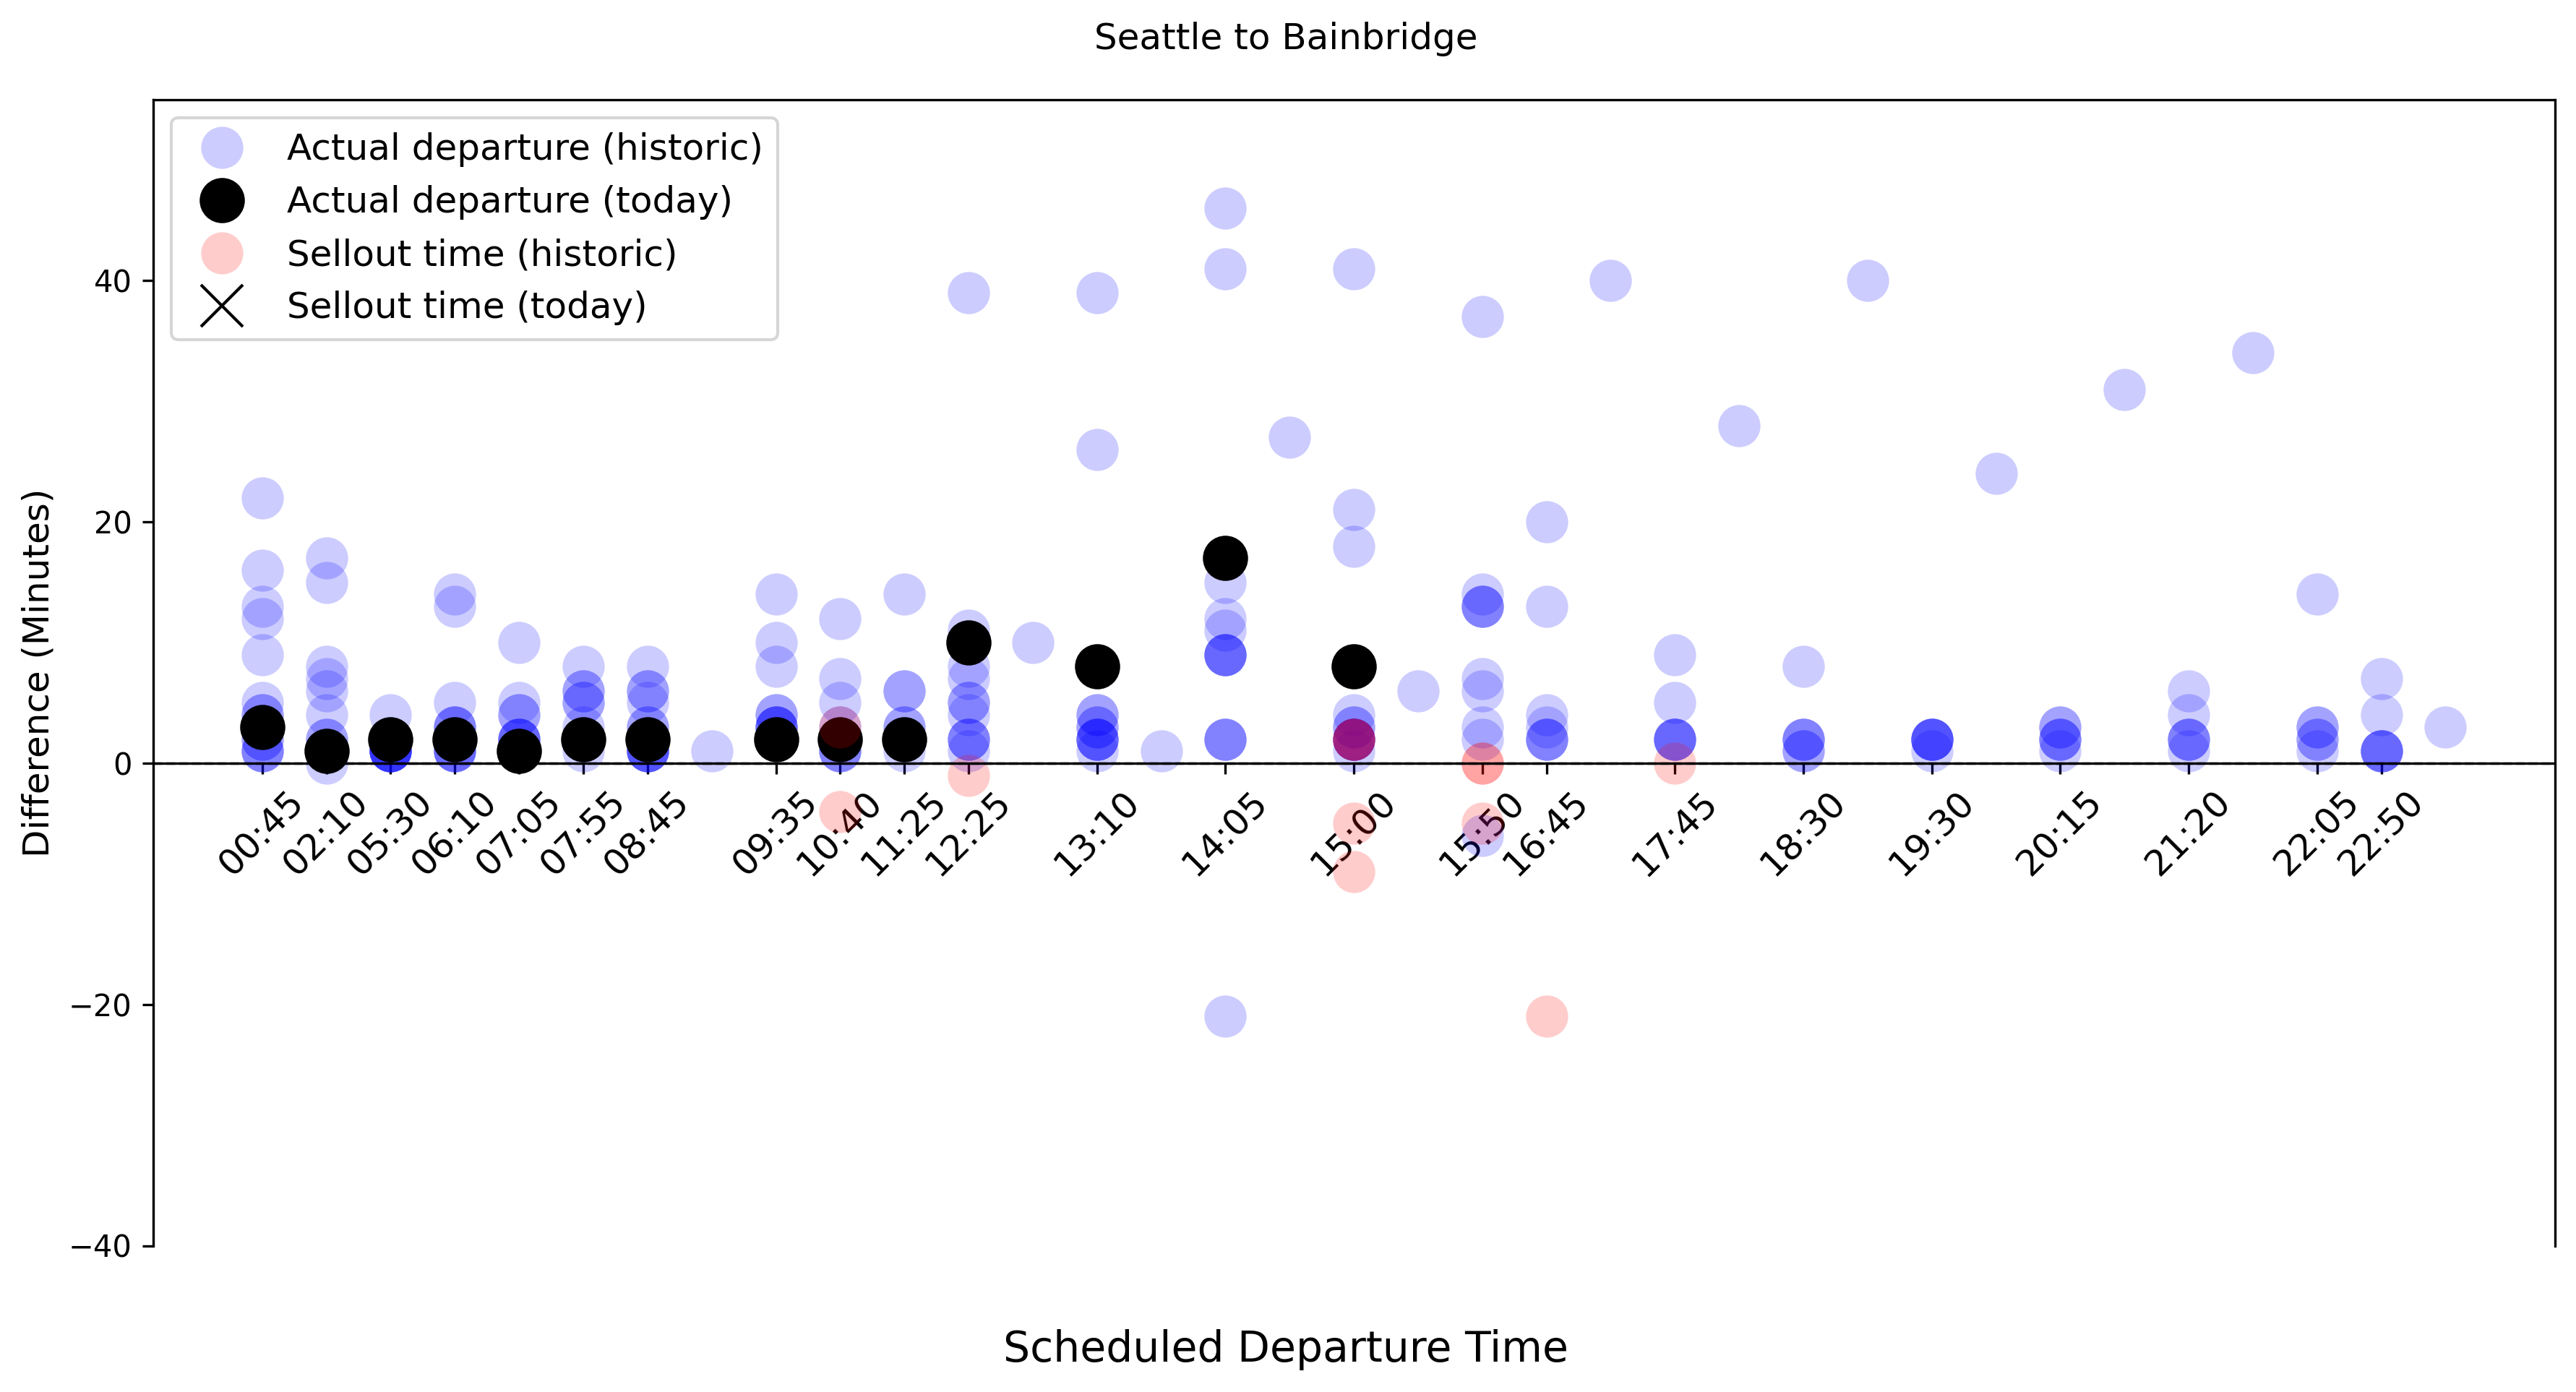 Seattle to Bainbridge
Actual departure (historic)
Actual departure (today)
Sellout time (historic)
Sellout time (today)
Difference (Minutes)
40
20
0
−20
−40
00:45 02:10 05:30 06:10 07:05 07:55 08:45 09:35 10:40 11:25 12:25 13:10 14:05 15:00 15:50 16:45 17:45 18:30 19:30 20:15 21:20 22:05 22:50
Scheduled Departure Time